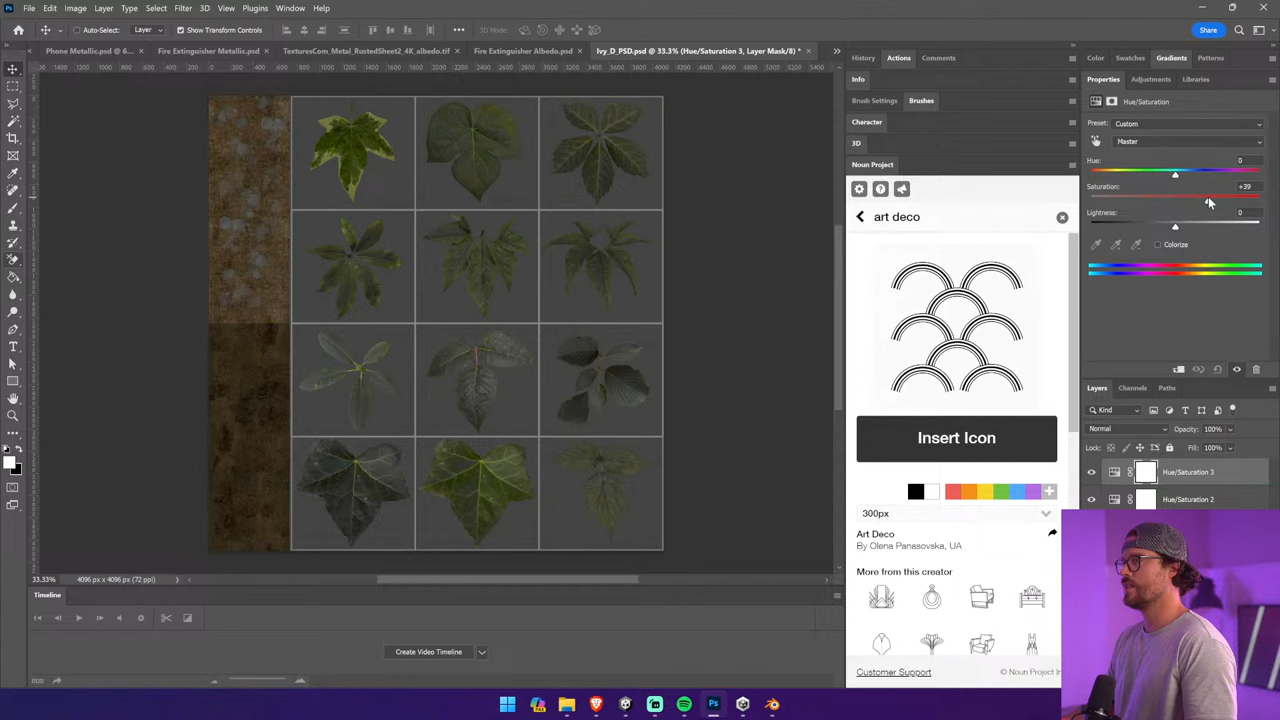 File Edit Image Layer Type Select Filter 3D View Plugins Window Help
Auto-Select: Layer Show Transform Controls 3D Mode: Share
Phone Metallic.psd @ 6... × Fire Extinguisher Metallic.psd × TexturesCom_Metal_RustedSheet2_4K_albedo.tif × Fire Extinguisher Albedo.psd × Ivy_D_PSD.psd @ 33.3% (Hue/Saturation 3, Layer Mask/8) * ×
History Actions Comments
Info
Brush Settings Brushes
Character
3D
Noun Project
art deco
Insert Icon
300px
Art Deco
By Olena Panasovska, UA
More from this creator
Customer Support
© Noun Project In
Color Swatches Gradients Patterns
Properties Adjustments Libraries
Hue/Saturation
Preset: Custom
Master
Hue: 0
Saturation: +39
Lightness: 0
Colorize
Layers Channels Paths
Kind
Normal Opacity: 100%
Lock: Fill: 100%
Hue/Saturation 3
Hue/Saturation 2
33.33% 4096 px x 4096 px (72 ppi)
Timeline
Create Video Timeline